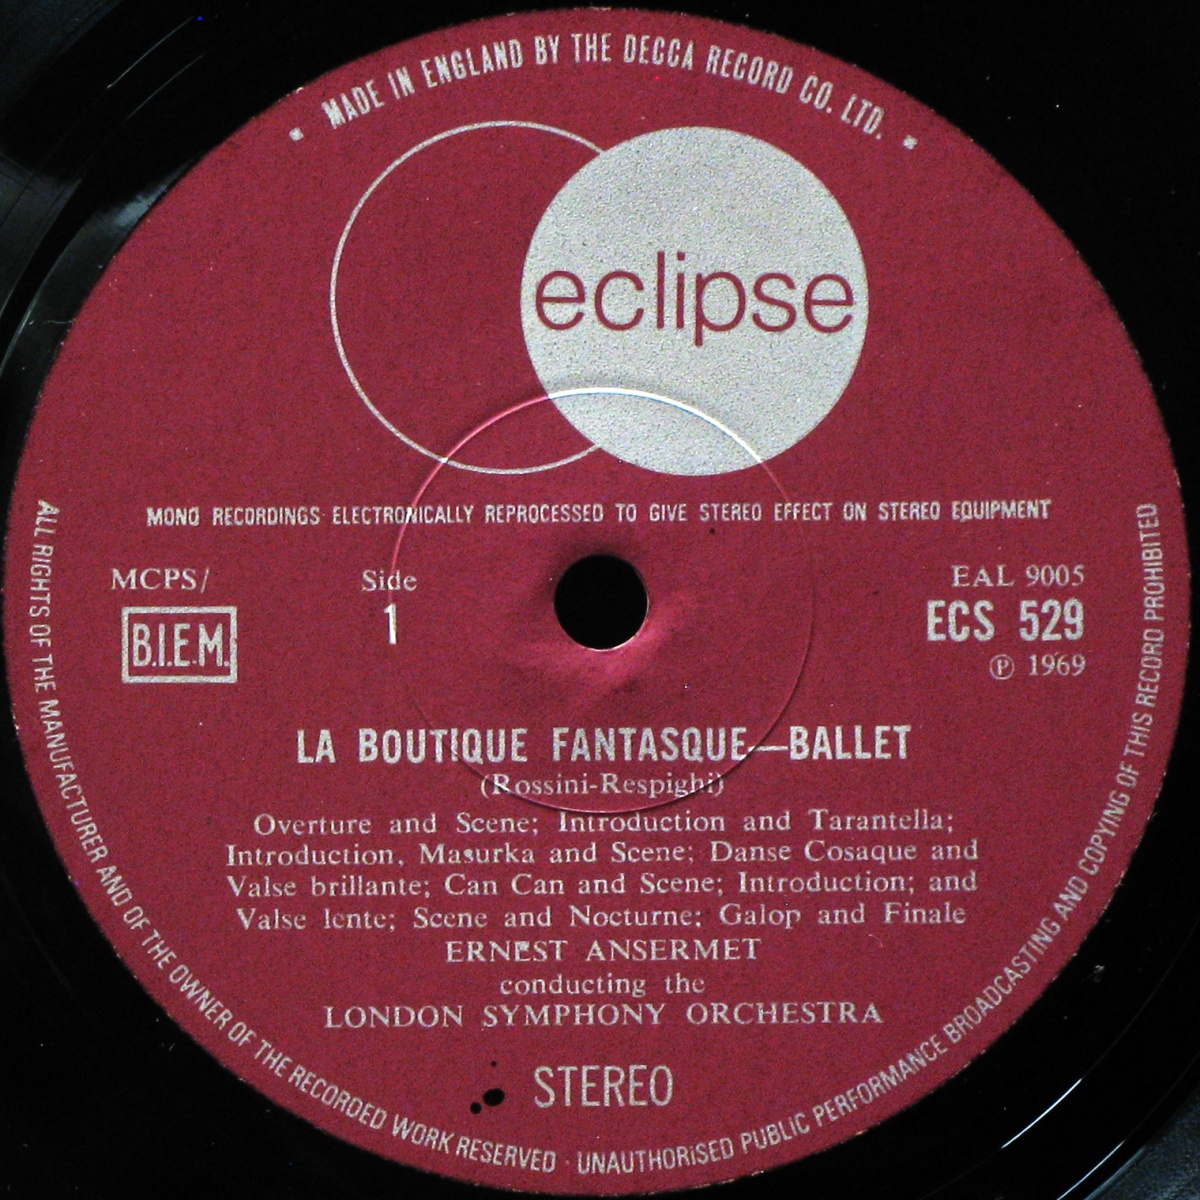 MADE IN ENGLAND BY THE DECCA RECORD CO. LTD.
eclipse
MONO RECORDINGS ELECTRONICALLY REPROCESSED TO GIVE STEREO EFFECT ON STEREO EQUIPMENT
MCPS/
B.I.E.M.
Side
1
EAL 9005
ECS 529
Ⓟ 1969
LA BOUTIQUE FANTASQUE—BALLET
(Rossini-Respighi)
Overture and Scene; Introduction and Tarantella;
Introduction, Masurka and Scene; Danse Cosaque and
Valse brillante; Can Can and Scene; Introduction; and
Valse lente; Scene and Nocturne; Galop and Finale
ERNEST ANSERMET
conducting the
LONDON SYMPHONY ORCHESTRA
STEREO
ALL RIGHTS OF THE MANUFACTURER AND OF THE OWNER OF THE RECORDED WORK RESERVED · UNAUTHORISED PUBLIC PERFORMANCE BROADCASTING AND COPYING OF THIS RECORD PROHIBITED